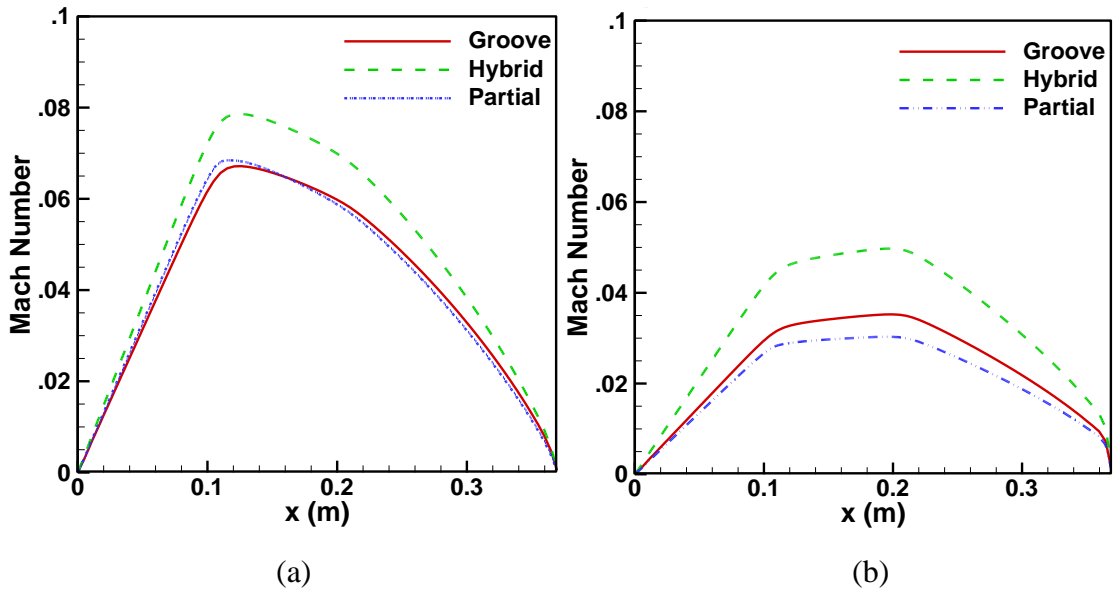 .1
.08
.06
.04
.02
0
Mach Number
Groove
Hybrid
Partial
0
0.1
0.2
0.3
x (m)
(a)
.1
.08
.06
.04
.02
0
Mach Number
Groove
Hybrid
Partial
0
0.1
0.2
0.3
x (m)
(b)